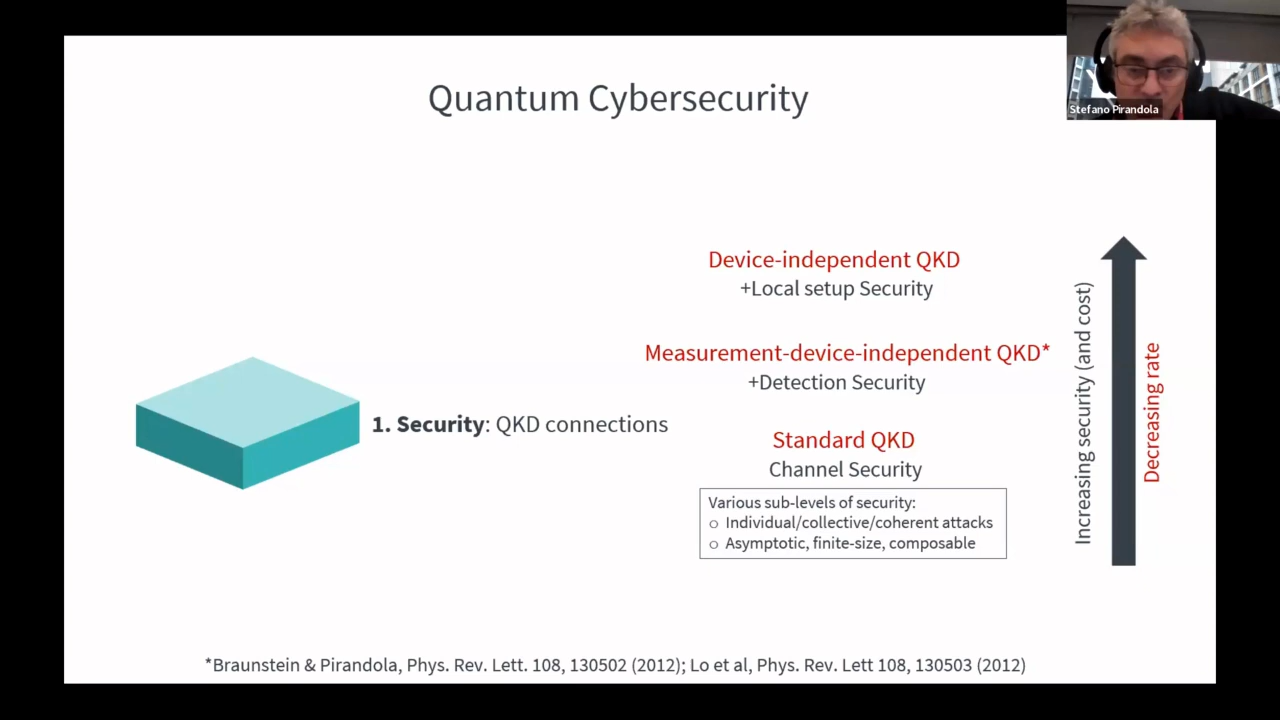 Stefano Pirandola
Quantum Cybersecurity
Device-independent QKD
+Local setup Security
Measurement-device-independent QKD*
+Detection Security
1. Security: QKD connections
Standard QKD
Channel Security
Various sub-levels of security:
○ Individual/collective/coherent attacks
○ Asymptotic, finite-size, composable
Increasing security (and cost)
Decreasing rate
*Braunstein & Pirandola, Phys. Rev. Lett. 108, 130502 (2012); Lo et al, Phys. Rev. Lett 108, 130503 (2012)